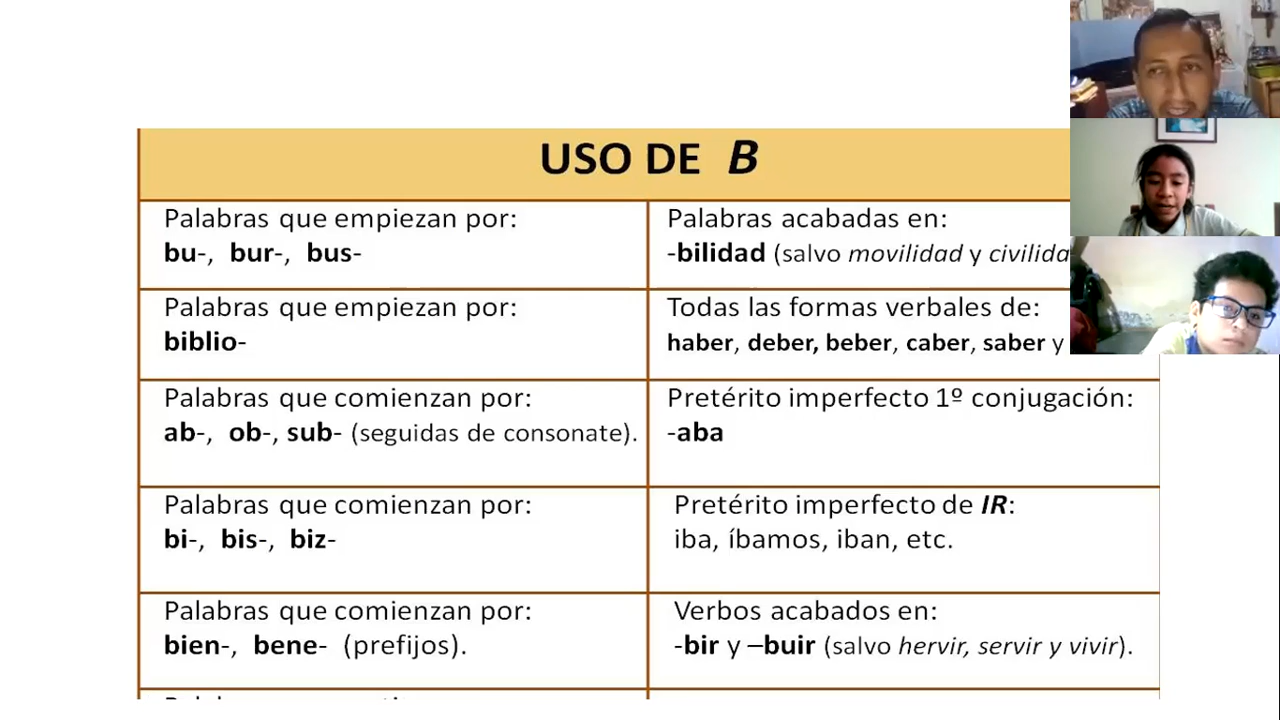 USO DE B
Palabras que empiezan por:
bu-, bur-, bus-
Palabras acabadas en:
-bilidad (salvo movilidad y civilida
Palabras que empiezan por:
biblio-
Todas las formas verbales de:
haber, deber, beber, caber, saber y
Palabras que comienzan por:
ab-, ob-, sub- (seguidas de consonate).
Pretérito imperfecto 1º conjugación:
-aba
Palabras que comienzan por:
bi-, bis-, biz-
Pretérito imperfecto de IR:
iba, íbamos, iban, etc.
Palabras que comienzan por:
bien-, bene- (prefijos).
Verbos acabados en:
-bir y –buir (salvo hervir, servir y vivir).